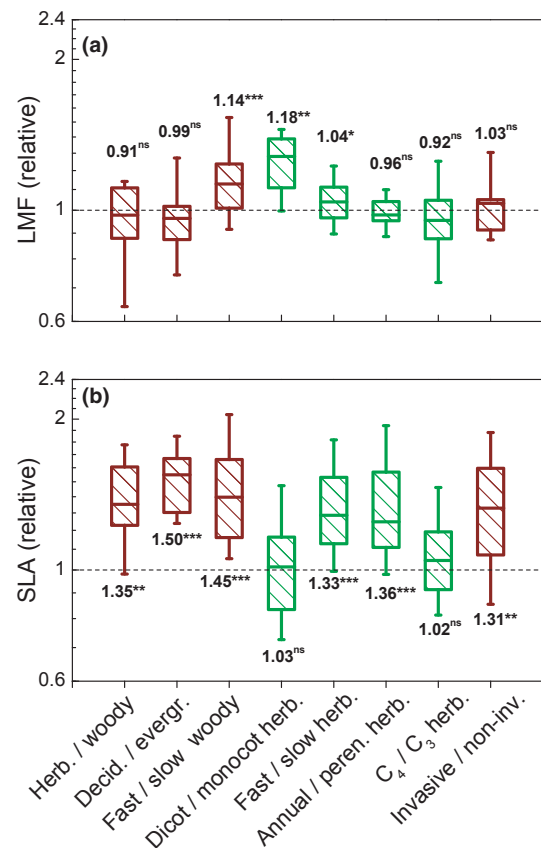 2.4
(a)
2
1.14***
1.18**
0.91ns
0.99ns
1.04*
0.96ns
0.92ns
1.03ns
LMF (relative)
1
0.6
2.4
(b)
2
SLA (relative)
1
1.35**
1.50***
1.45***
1.03ns
1.33***
1.36***
1.02ns
1.31**
0.6
Herb. / woody
Decid. / evergr.
Fast / slow woody
Dicot / monocot herb.
Fast / slow herb.
Annual / peren. herb.
C4 / C3 herb.
Invasive / non-inv.